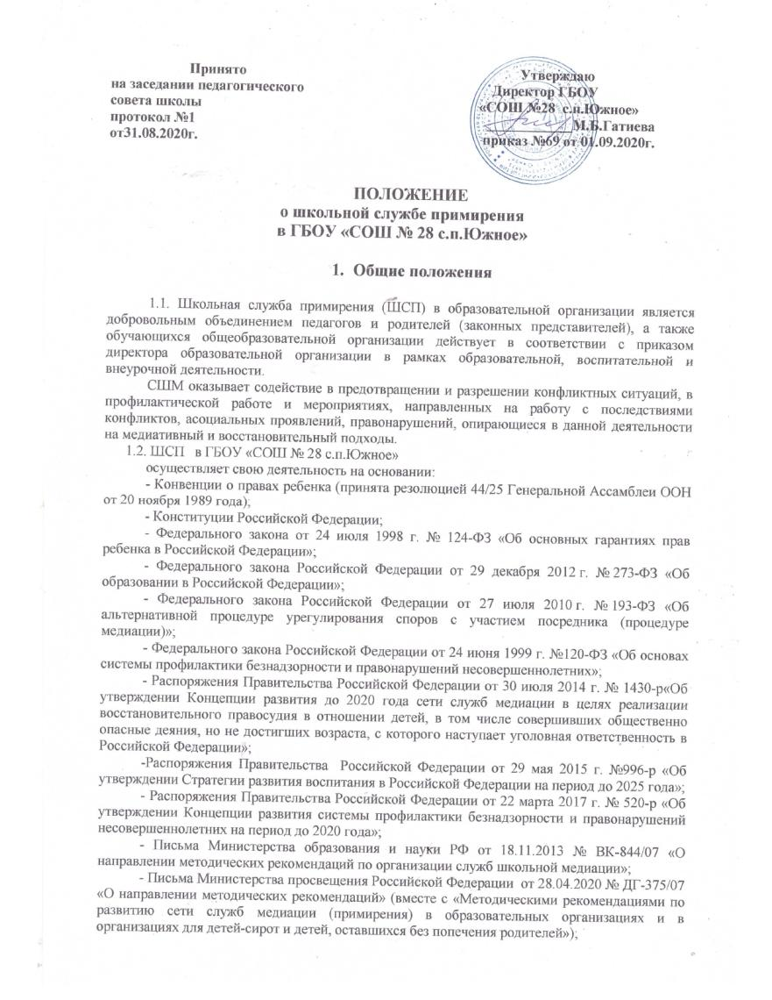 Принято
на заседании педагогического
совета школы
протокол №1
от31.08.2020г.
Утверждаю
Директор ГБОУ
«СОШ №28 с.п.Южное»
М.Б.Гатиева
приказ №69 от 01.09.2020г.
ПОЛОЖЕНИЕ
о школьной службе примирения
в ГБОУ «СОШ № 28 с.п.Южное»
1. Общие положения
1.1. Школьная служба примирения (ШСП) в образовательной организации является
добровольным объединением педагогов и родителей (законных представителей), а также
обучающихся общеобразовательной организации действует в соответствии с приказом
директора образовательной организации в рамках образовательной, воспитательной и
внеурочной деятельности.
СШМ оказывает содействие в предотвращении и разрешении конфликтных ситуаций, в
профилактической работе и мероприятиях, направленных на работу с последствиями
конфликтов, асоциальных проявлений, правонарушений, опирающиеся в данной деятельности
на медиативный и восстановительный подходы.
1.2. ШСП в ГБОУ «СОШ № 28 с.п.Южное»
осуществляет свою деятельность на основании:
- Конвенции о правах ребенка (принята резолюцией 44/25 Генеральной Ассамблеи ООН
от 20 ноября 1989 года);
- Конституции Российской Федерации;
- Федерального закона от 24 июля 1998 г. № 124-ФЗ «Об основных гарантиях прав
ребенка в Российской Федерации»;
- Федерального закона Российской Федерации от 29 декабря 2012 г. № 273-ФЗ «Об
образовании в Российской Федерации»;
- Федерального закона Российской Федерации от 27 июля 2010 г. № 193-ФЗ «Об
альтернативной процедуре урегулирования споров с участием посредника (процедуре
медиации)»;
- Федерального закона Российской Федерации от 24 июня 1999 г. №120-ФЗ «Об основах
системы профилактики безнадзорности и правонарушений несовершеннолетних»;
- Распоряжения Правительства Российской Федерации от 30 июля 2014 г. № 1430-р«Об
утверждении Концепции развития до 2020 года сети служб медиации в целях реализации
восстановительного правосудия в отношении детей, в том числе совершивших общественно
опасные деяния, но не достигших возраста, с которого наступает уголовная ответственность в
Российской Федерации»;
-Распоряжения Правительства Российской Федерации от 29 мая 2015 г. №996-р «Об
утверждении Стратегии развития воспитания в Российской Федерации на период до 2025 года»;
- Распоряжения Правительства Российской Федерации от 22 марта 2017 г. № 520-р «Об
утверждении Концепции развития системы профилактики безнадзорности и правонарушений
несовершеннолетних на период до 2020 года»;
- Письма Министерства образования и науки РФ от 18.11.2013 № ВК-844/07 «О
направлении методических рекомендаций по организации служб школьной медиации»;
- Письма Министерства просвещения Российской Федерации от 28.04.2020 № ДГ-375/07
«О направлении методических рекомендаций» (вместе с «Методическими рекомендациями по
развитию сети служб медиации (примирения) в образовательных организациях и в
организациях для детей-сирот и детей, оставшихся без попечения родителей»);